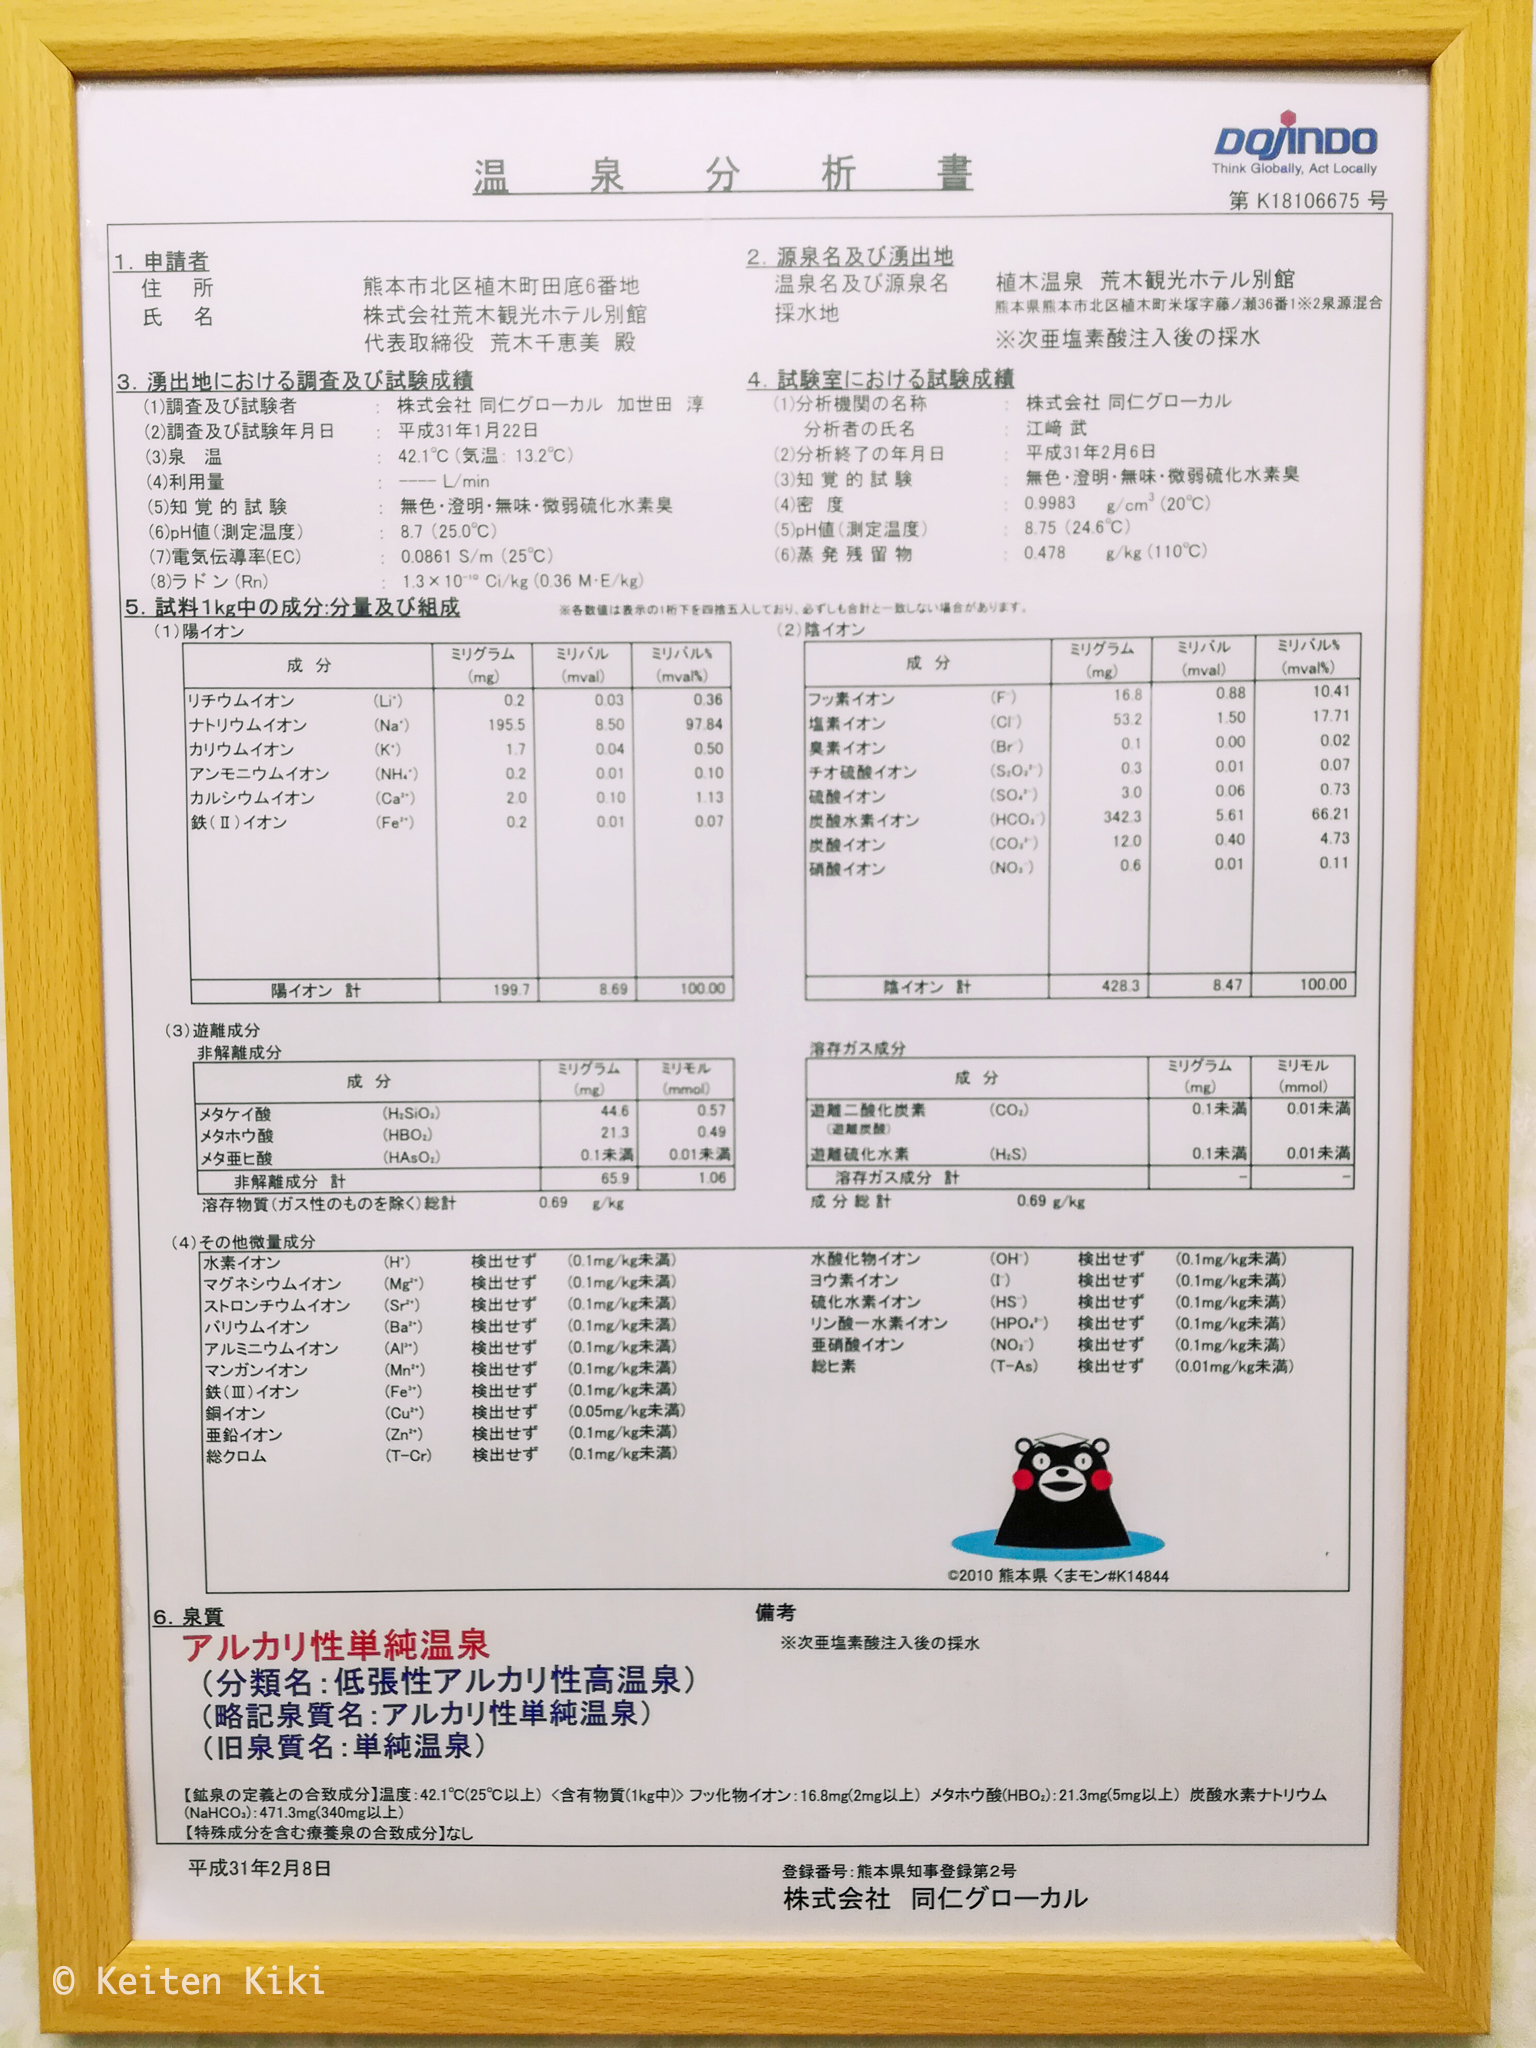 DOJINDO
Think Globally, Act Locally
温泉分析書
第 K18106675 号
1. 申請者
住 所 熊本市北区植木町田底6番地
氏 名 株式会社荒木観光ホテル別館
代表取締役 荒木千恵美 殿
2. 源泉名及び湧出地
温泉名及び源泉名 植木温泉 荒木観光ホテル別館
採水地 熊本県熊本市北区植木町米塚字藤ノ瀬36番1※2泉源混合
※次亜塩素酸注入後の採水
3. 湧出地における調査及び試験成績
(1)調査及び試験者 : 株式会社 同仁グローカル 加世田 淳
(2)調査及び試験年月日 : 平成31年1月22日
(3)泉 温 : 42.1℃(気温: 13.2℃)
(4)利用量 : ---- L/min
(5)知覚的試験 : 無色・澄明・無味・微弱硫化水素臭
(6)pH値(測定温度) : 8.7 (25.0℃)
(7)電気伝導率(EC) : 0.0861 S/m (25℃)
(8)ラドン(Rn) : 1.3×10⁻¹⁰ Ci/kg (0.36 M・E/kg)
4. 試験室における試験成績
(1)分析機関の名称 : 株式会社 同仁グローカル
分析者の氏名 : 江﨑 武
(2)分析終了の年月日 : 平成31年2月6日
(3)知覚的試験 : 無色・澄明・無味・微弱硫化水素臭
(4)密 度 : 0.9983 g/cm³ (20℃)
(5)pH値(測定温度) : 8.75 (24.6℃)
(6)蒸発残留物 : 0.478 g/kg (110℃)
5. 試料1kg中の成分:分量及び組成 ※各数値は表示の1桁下を四捨五入しており、必ずしも合計と一致しない場合があります。
(1)陽イオン
成 分 ミリグラム(mg) ミリバル(mval) ミリバル%(mval%)
リチウムイオン (Li⁺) 0.2 0.03 0.36
ナトリウムイオン (Na⁺) 195.5 8.50 97.84
カリウムイオン (K⁺) 1.7 0.04 0.50
アンモニウムイオン (NH₄⁺) 0.2 0.01 0.10
カルシウムイオン (Ca²⁺) 2.0 0.10 1.13
鉄(Ⅱ)イオン (Fe²⁺) 0.2 0.01 0.07
陽イオン 計 199.7 8.69 100.00
(2)陰イオン
成 分 ミリグラム(mg) ミリバル(mval) ミリバル%(mval%)
フッ素イオン (F⁻) 16.8 0.88 10.41
塩素イオン (Cl⁻) 53.2 1.50 17.71
臭素イオン (Br⁻) 0.1 0.00 0.02
チオ硫酸イオン (S₂O₃²⁻) 0.3 0.01 0.07
硫酸イオン (SO₄²⁻) 3.0 0.06 0.73
炭酸水素イオン (HCO₃⁻) 342.3 5.61 66.21
炭酸イオン (CO₃²⁻) 12.0 0.40 4.73
硝酸イオン (NO₃⁻) 0.6 0.01 0.11
陰イオン 計 428.3 8.47 100.00
(3)遊離成分
非解離成分
成 分 ミリグラム(mg) ミリモル(mmol)
メタケイ酸 (H₂SiO₃) 44.6 0.57
メタホウ酸 (HBO₂) 21.3 0.49
メタ亜ヒ酸 (HAsO₂) 0.1未満 0.01未満
非解離成分 計 65.9 1.06
溶存物質(ガス性のものを除く)総計 0.69 g/kg
溶存ガス成分
成 分 ミリグラム(mg) ミリモル(mmol)
遊離二酸化炭素 (CO₂) 0.1未満 0.01未満
(遊離炭酸)
遊離硫化水素 (H₂S) 0.1未満 0.01未満
溶存ガス成分 計 － －
成分総計 0.69 g/kg
(4)その他微量成分
水素イオン (H⁺) 検出せず (0.1mg/kg未満)
マグネシウムイオン (Mg²⁺) 検出せず (0.1mg/kg未満)
ストロンチウムイオン (Sr²⁺) 検出せず (0.1mg/kg未満)
バリウムイオン (Ba²⁺) 検出せず (0.1mg/kg未満)
アルミニウムイオン (Al³⁺) 検出せず (0.1mg/kg未満)
マンガンイオン (Mn²⁺) 検出せず (0.1mg/kg未満)
鉄(Ⅲ)イオン (Fe³⁺) 検出せず (0.1mg/kg未満)
銅イオン (Cu²⁺) 検出せず (0.05mg/kg未満)
亜鉛イオン (Zn²⁺) 検出せず (0.1mg/kg未満)
総クロム (T-Cr) 検出せず (0.1mg/kg未満)
水酸化物イオン (OH⁻) 検出せず (0.1mg/kg未満)
ヨウ素イオン (I⁻) 検出せず (0.1mg/kg未満)
硫化水素イオン (HS⁻) 検出せず (0.1mg/kg未満)
リン酸一水素イオン (HPO₄²⁻) 検出せず (0.1mg/kg未満)
亜硝酸イオン (NO₂⁻) 検出せず (0.1mg/kg未満)
総ヒ素 (T-As) 検出せず (0.01mg/kg未満)
©2010 熊本県 くまモン#K14844
6. 泉質
アルカリ性単純温泉
(分類名:低張性アルカリ性高温泉)
(略記泉質名:アルカリ性単純温泉)
(旧泉質名:単純温泉)
備考
※次亜塩素酸注入後の採水
【鉱泉の定義との合致成分】温度:42.1℃(25℃以上) <含有物質(1kg中)> フッ化物イオン:16.8mg(2mg以上) メタホウ酸(HBO₂):21.3mg(5mg以上) 炭酸水素ナトリウム
(NaHCO₃):471.3mg(340mg以上)
【特殊成分を含む療養泉の合致成分】なし
平成31年2月8日
登録番号:熊本県知事登録第2号
株式会社 同仁グローカル
© Keiten Kiki